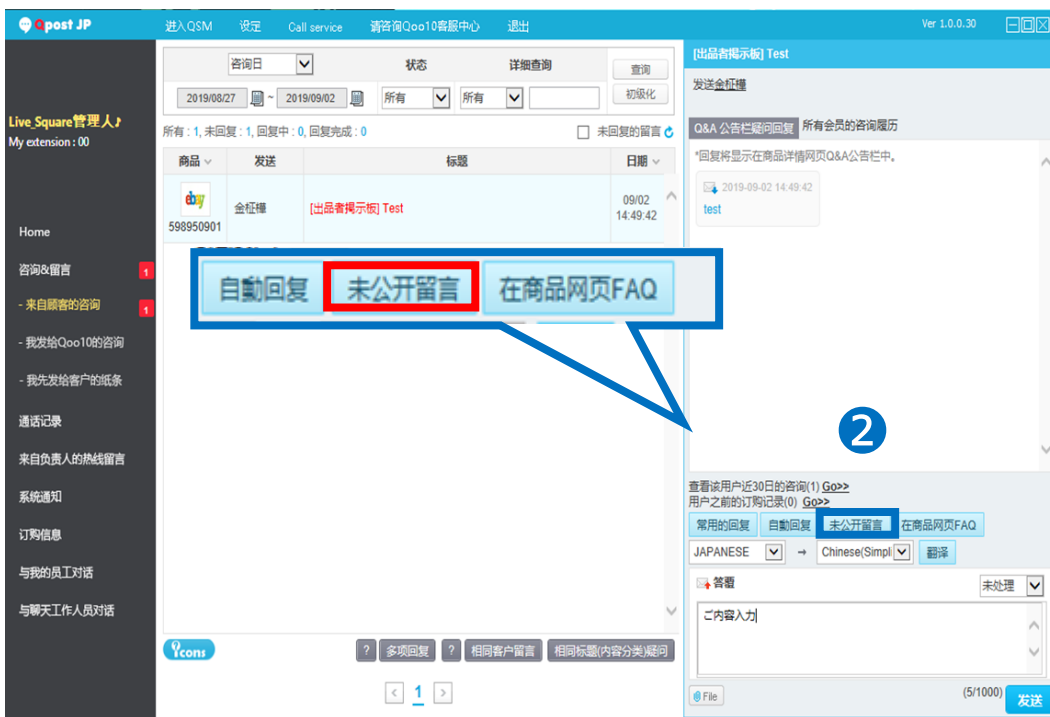 Qpost JP 进入QSM 设定 Call service 请咨询Qoo10客服中心 退出 Ver 1.0.0.30
Live_Square管理人♪
My extension : 00
Home
咨询&留言 1
- 来自顾客的咨询 1
- 我发给Qoo10的咨询
- 我先发给客户的纸条
通话记录
来自负责人的热线留言
系统通知
订购信息
与我的员工对话
与聊天工作人员对话
咨询日 状态 详细查询 查询
2019/08/27 ~ 2019/09/02 所有 所有 初级化
所有 : 1, 未回复 : 1, 回复中 : 0, 回复完成 : 0 未回复的留言
商品 发送 标题 日期
ebay
598950901
金柾樺
[出品者揭示板] Test
09/02
14:49:42
自動回复 未公开留言 在商品网页FAQ
?cons ? 多项回复 ? 相同客户留言 相同标题(内容分类)疑问
< 1 >
[出品者揭示板] Test
发送金柾樺
Q&A 公告栏疑问回复 所有会员的咨询履历
*回复将显示在商品详情网页Q&A公告栏中。
2019-09-02 14:49:42
test
2
查看该用户近30日的咨询(1) Go>>
用户之前的订购记录(0) Go>>
常用的回复 自動回复 未公开留言 在商品网页FAQ
JAPANESE → Chinese(Simpli 翻译
答覆 未处理
ご内容入力
File (5/1000) 发送